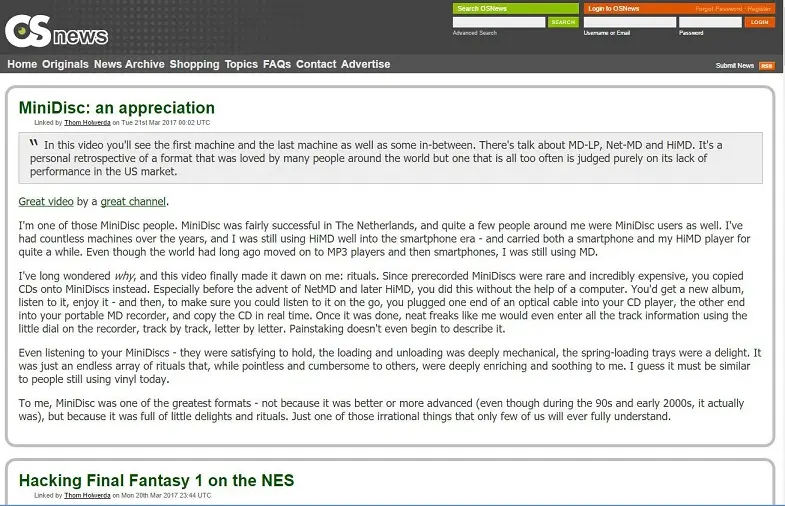 OSnews
Search OSNews
Login to OSNews
Forgot Password · Register
SEARCH
LOGIN
Advanced Search
Username or Email
Password
Home Originals News Archive Shopping Topics FAQs Contact Advertise
Submit News RSS
MiniDisc: an appreciation
Linked by Thom Holwerda on Tue 21st Mar 2017 00:02 UTC
" In this video you'll see the first machine and the last machine as well as some in-between. There's talk about MD-LP, Net-MD and HiMD. It's a
personal retrospective of a format that was loved by many people around the world but one that is all too often is judged purely on its lack of
performance in the US market.
Great video by a great channel.
I'm one of those MiniDisc people. MiniDisc was fairly successful in The Netherlands, and quite a few people around me were MiniDisc users as well. I've
had countless machines over the years, and I was still using HiMD well into the smartphone era - and carried both a smartphone and my HiMD player for
quite a while. Even though the world had long ago moved on to MP3 players and then smartphones, I was still using MD.
I've long wondered why, and this video finally made it dawn on me: rituals. Since prerecorded MiniDiscs were rare and incredibly expensive, you copied
CDs onto MiniDiscs instead. Especially before the advent of NetMD and later HiMD, you did this without the help of a computer. You'd get a new album,
listen to it, enjoy it - and then, to make sure you could listen to it on the go, you plugged one end of an optical cable into your CD player, the other end
into your portable MD recorder, and copy the CD in real time. Once it was done, neat freaks like me would even enter all the track information using the
little dial on the recorder, track by track, letter by letter. Painstaking doesn't even begin to describe it.
Even listening to your MiniDiscs - they were satisfying to hold, the loading and unloading was deeply mechanical, the spring-loading trays were a delight. It
was just an endless array of rituals that, while pointless and cumbersome to others, were deeply enriching and soothing to me. I guess it must be similar
to people still using vinyl today.
To me, MiniDisc was one of the greatest formats - not because it was better or more advanced (even though during the 90s and early 2000s, it actually
was), but because it was full of little delights and rituals. Just one of those irrational things that only few of us will ever fully understand.
Hacking Final Fantasy 1 on the NES
Linked by Thom Holwerda on Mon 20th Mar 2017 23:44 UTC